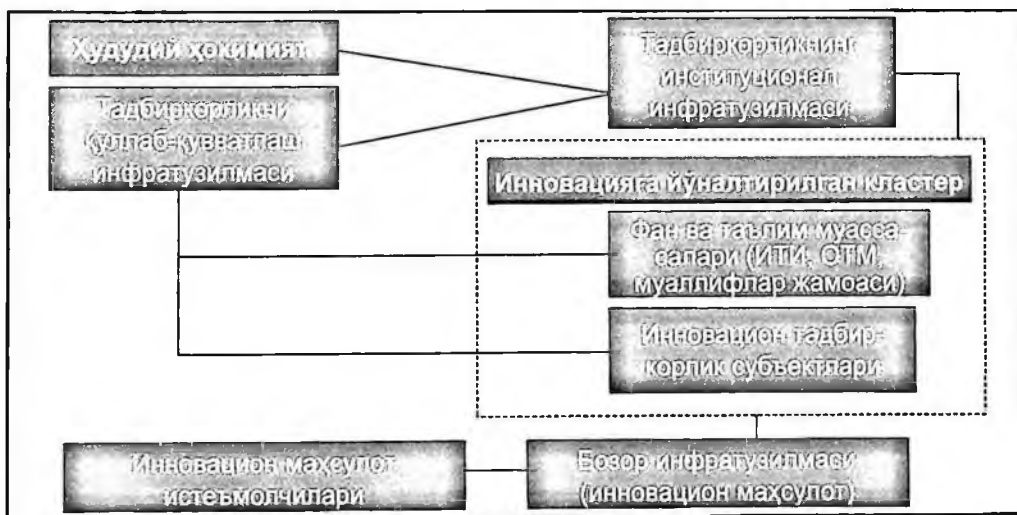 Ҳудудий ҳокимият
Тадбиркорликни
қўллаб-қувватлаш
инфратузилмаси
Тадбиркорликнинг
институционал
инфратузилмаси
Инновацияга йўналтирилган кластер
Фан ва таълим муасса-
салари (ИТИ, ОТМ,
муаллифлар жамоаси)
Инновацион тадбир-
корлик субъектлари
Инновацион маҳсулот
истеъмолчилари
Бозор инфратузилмаси
(инновацион маҳсулот)